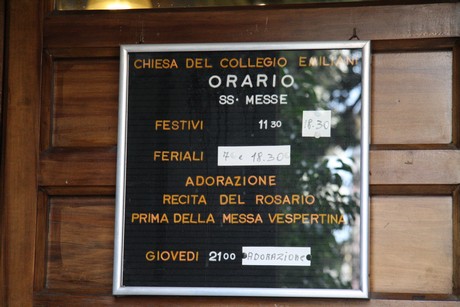 CHIESA DEL COLLEGIO EMILIANI
ORARIO
SS. MESSE
FESTIVI 11 30 18.30
FERIALI 7 00 e 18.30
ADORAZIONE
RECITA DEL ROSARIO
PRIMA DELLA MESSA VESPERTINA
GIOVEDI 21 00 ADORAZIONE